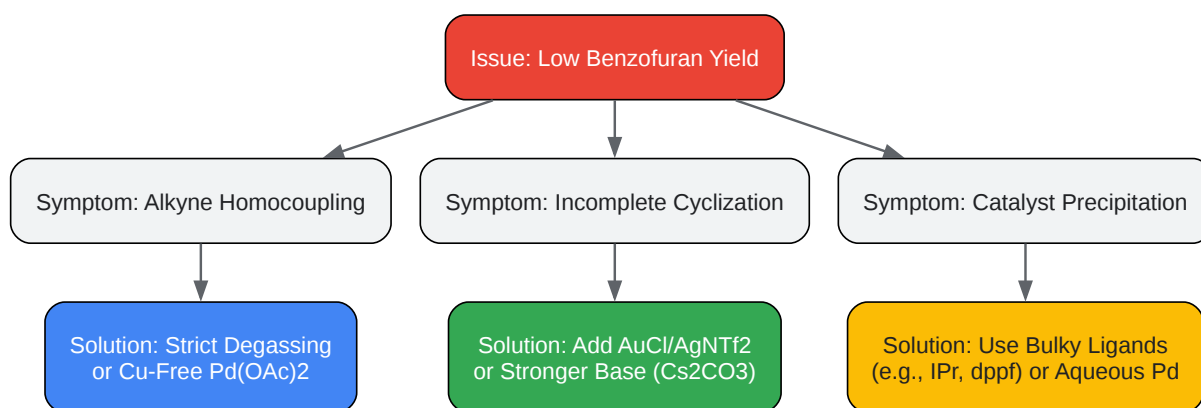 Issue: Low Benzofuran Yield
Symptom: Alkyne Homocoupling
Symptom: Incomplete Cyclization
Symptom: Catalyst Precipitation
Solution: Strict Degassing
or Cu-Free Pd(OAc)2
Solution: Add AuCl/AgNTf2
or Stronger Base (Cs2CO3)
Solution: Use Bulky Ligands
(e.g., IPr, dppf) or Aqueous Pd